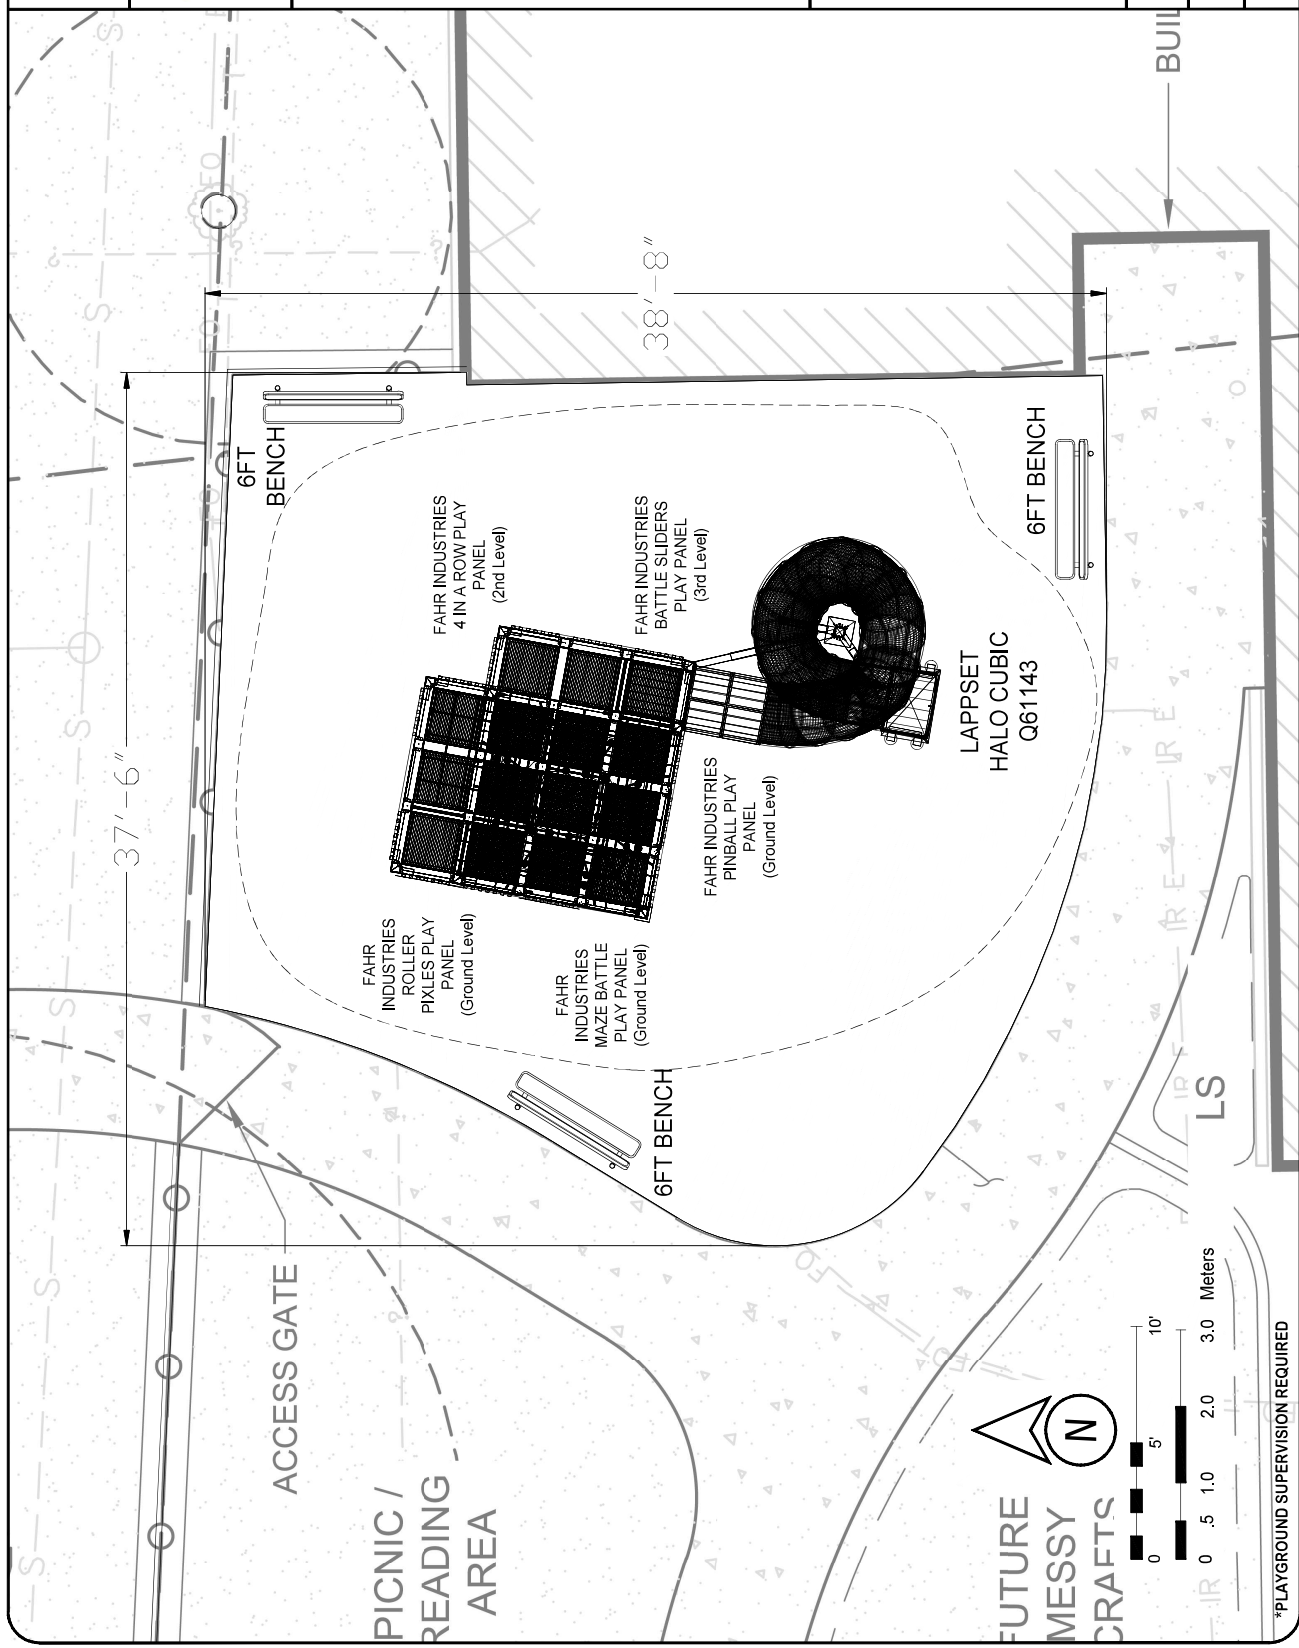 BUIL
38'-8"
37'-6"
6FT
BENCH
6FT BENCH
FAHR INDUSTRIES
4 IN A ROW PLAY
PANEL
(2nd Level)
FAHR INDUSTRIES
BATTLE SLIDERS
PLAY PANEL
(3rd Level)
LAPPSET
HALO CUBIC
Q61143
FAHR INDUSTRIES
PINBALL PLAY
PANEL
(Ground Level)
FAHR
INDUSTRIES
ROLLER
PIXLES PLAY
PANEL
(Ground Level)
FAHR
INDUSTRIES
MAZE BATTLE
PLAY PANEL
(Ground Level)
6FT BENCH
ACCESS GATE
PICNIC /
READING
AREA
LS
FUTURE
MESSY
CRAFTS
N
0 5' 10'
0 .5 1.0 2.0 3.0 Meters
*PLAYGROUND SUPERVISION REQUIRED
S
S
S
S
S
S
IRE
IRE
IR
FO